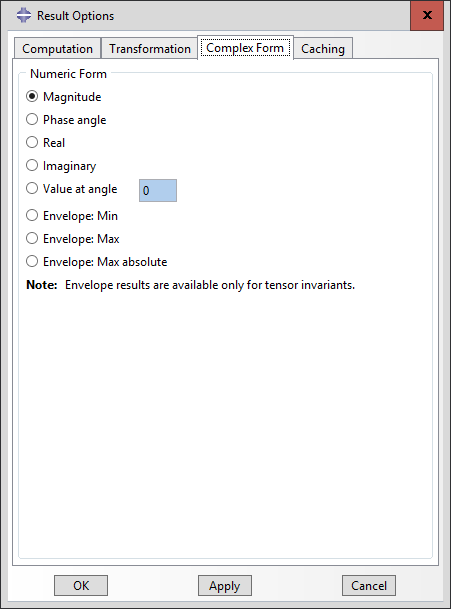 Result Options
x
Computation Transformation Complex Form Caching
Numeric Form
Magnitude
Phase angle
Real
Imaginary
Value at angle 0
Envelope: Min
Envelope: Max
Envelope: Max absolute
Note: Envelope results are available only for tensor invariants.
OK Apply Cancel